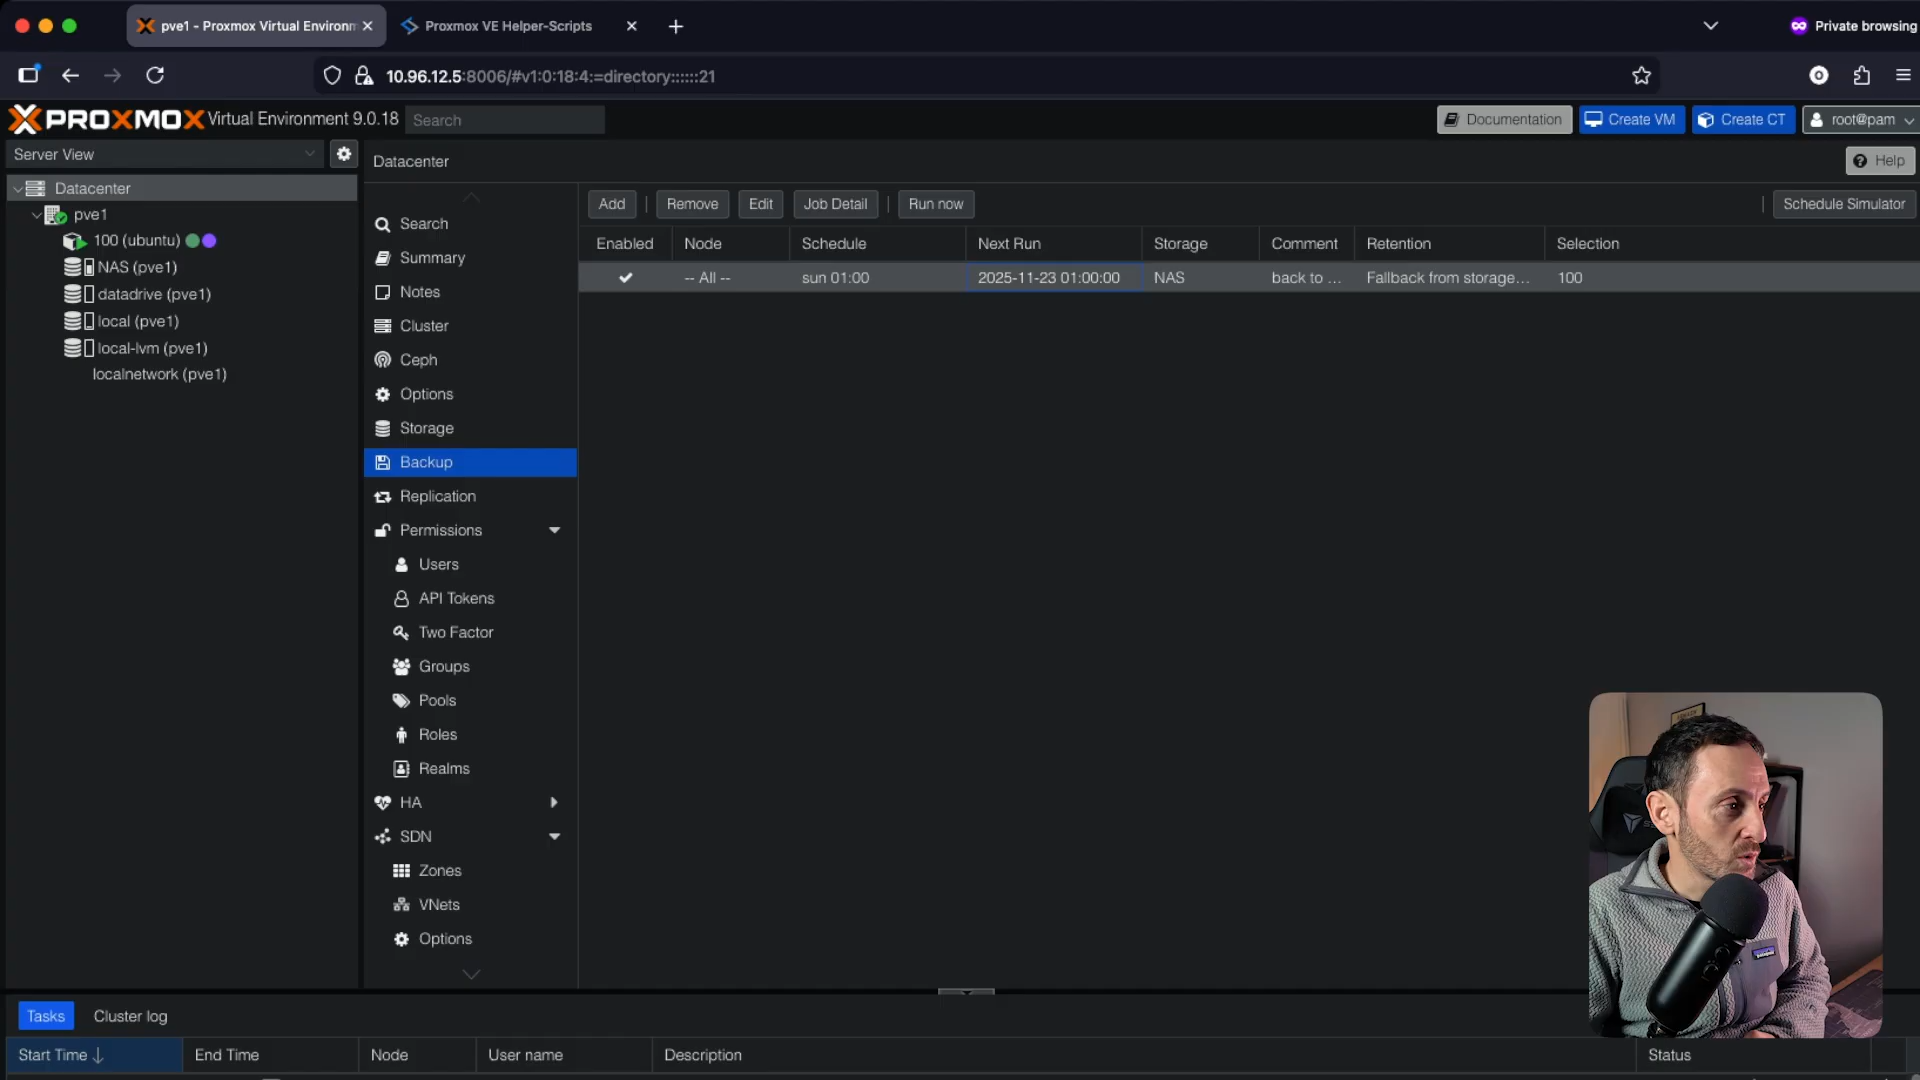 pve1 - Proxmox Virtual Environm
Proxmox VE Helper-Scripts
Private browsing
10.96.12.5:8006/#v1:0:18:4:=directory::::::21
PROXMOX Virtual Environment 9.0.18
Search
Documentation
Create VM
Create CT
root@pam
Server View
Datacenter
Help
Datacenter
pve1
100 (ubuntu)
NAS (pve1)
datadrive (pve1)
local (pve1)
local-lvm (pve1)
localnetwork (pve1)
Search
Summary
Notes
Cluster
Ceph
Options
Storage
Backup
Replication
Permissions
Users
API Tokens
Two Factor
Groups
Pools
Roles
Realms
HA
SDN
Zones
VNets
Options
Add
Remove
Edit
Job Detail
Run now
Schedule Simulator
Enabled Node Schedule Next Run Storage Comment Retention Selection
-- All -- sun 01:00 2025-11-23 01:00:00 NAS back to ... Fallback from storage... 100
Tasks
Cluster log
Start Time End Time Node User name Description Status